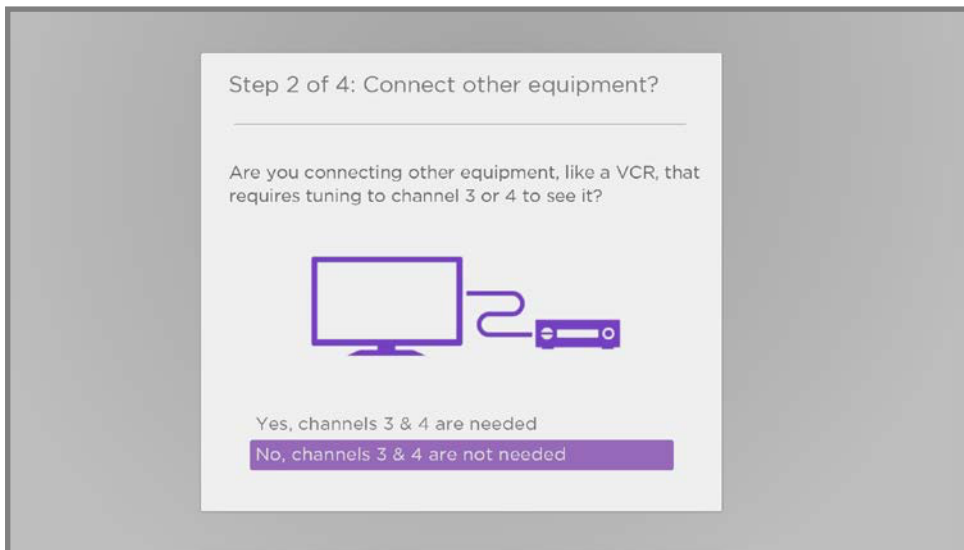 Step 2 of 4: Connect other equipment?
Are you connecting other equipment, like a VCR, that
requires tuning to channel 3 or 4 to see it?
Yes, channels 3 & 4 are needed
No, channels 3 & 4 are not needed